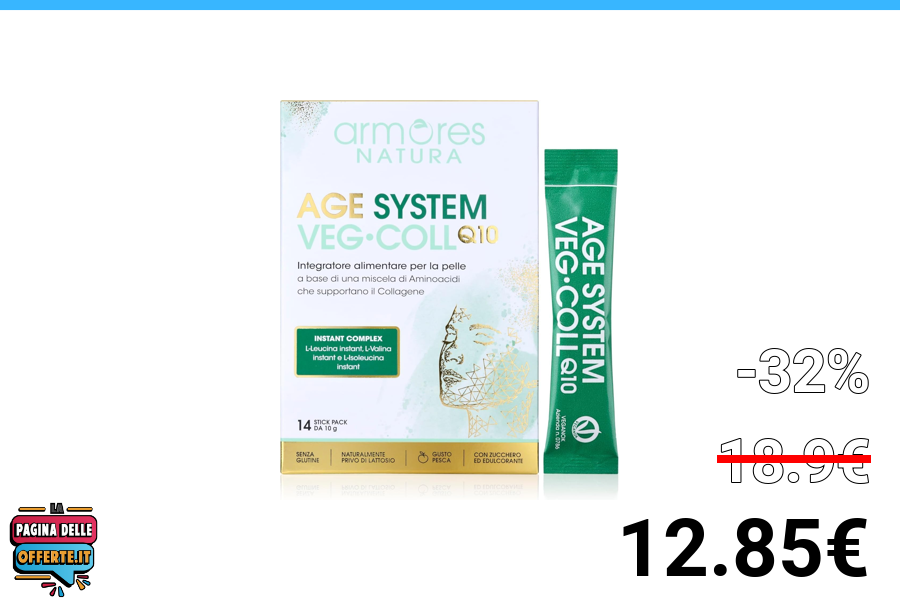 armores
NATURA
AGE SYSTEM
VEG•COLL Q10
Integratore alimentare per la pelle
a base di una miscela di Aminoacidi
che supportano il Collagene
INSTANT COMPLEX
L-Leucina instant, L-Valina
instant e L-Isoleucina
instant
14 STICK PACK
DA 10 g
SENZA
GLUTINE
NATURALMENTE
PRIVO DI LATTOSIO
GUSTO
PESCA
CON ZUCCHERO
ED EDULCORANTE
AGE SYSTEM
VEG•COLL Q10
VEGANOK
Azienda n. 0786
-32%
18.9€
12.85€
LA
PAGINA DELLE
OFFERTE.IT